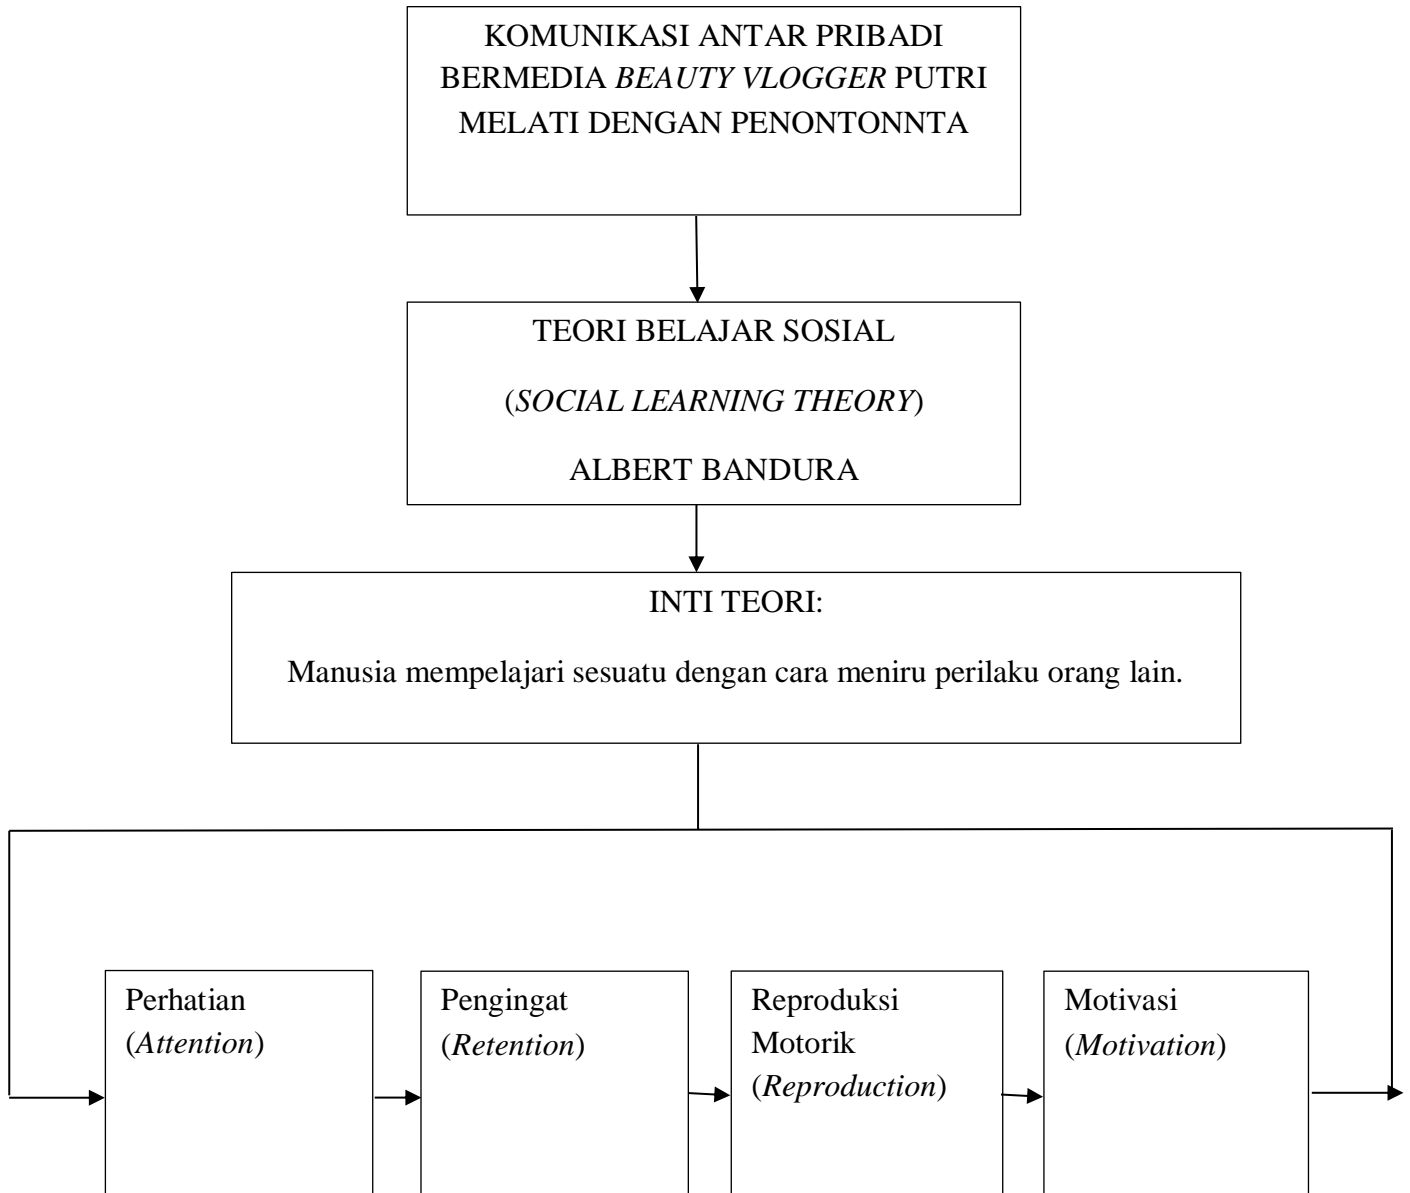 KOMUNIKASI ANTAR PRIBADI
BERMEDIA BEAUTY VLOGGER PUTRI
MELATI DENGAN PENONTONNTA
TEORI BELAJAR SOSIAL
(SOCIAL LEARNING THEORY)
ALBERT BANDURA
INTI TEORI:
Manusia mempelajari sesuatu dengan cara meniru perilaku orang lain.
Perhatian
(Attention)
Pengingat
(Retention)
Reproduksi
Motorik
(Reproduction)
Motivasi
(Motivation)